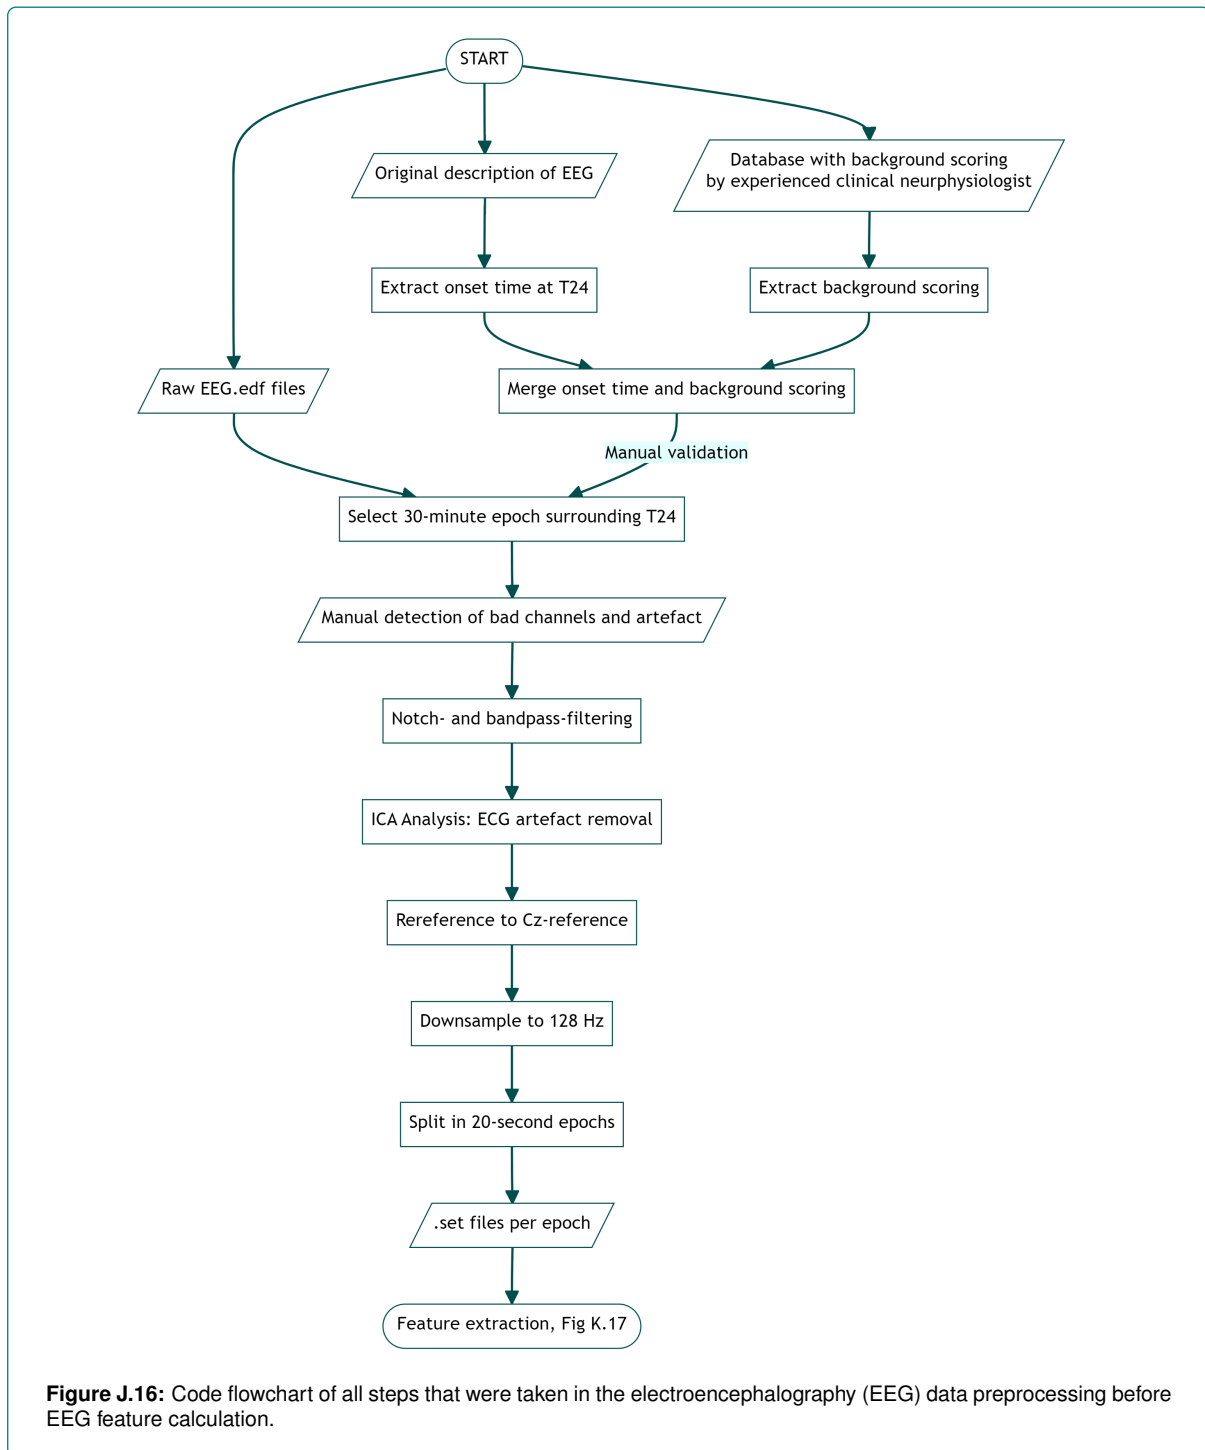 START
Original description of EEG
Database with background scoring
by experienced clinical neurphysiologist
Extract onset time at T24
Extract background scoring
Raw EEG.edf files
Merge onset time and background scoring
Manual validation
Select 30-minute epoch surrounding T24
Manual detection of bad channels and artefact
Notch- and bandpass-filtering
ICA Analysis: ECG artefact removal
Rereference to Cz-reference
Downsample to 128 Hz
Split in 20-second epochs
.set files per epoch
Feature extraction, Fig K.17
Figure J.16: Code flowchart of all steps that were taken in the electroencephalography (EEG) data preprocessing before
EEG feature calculation.